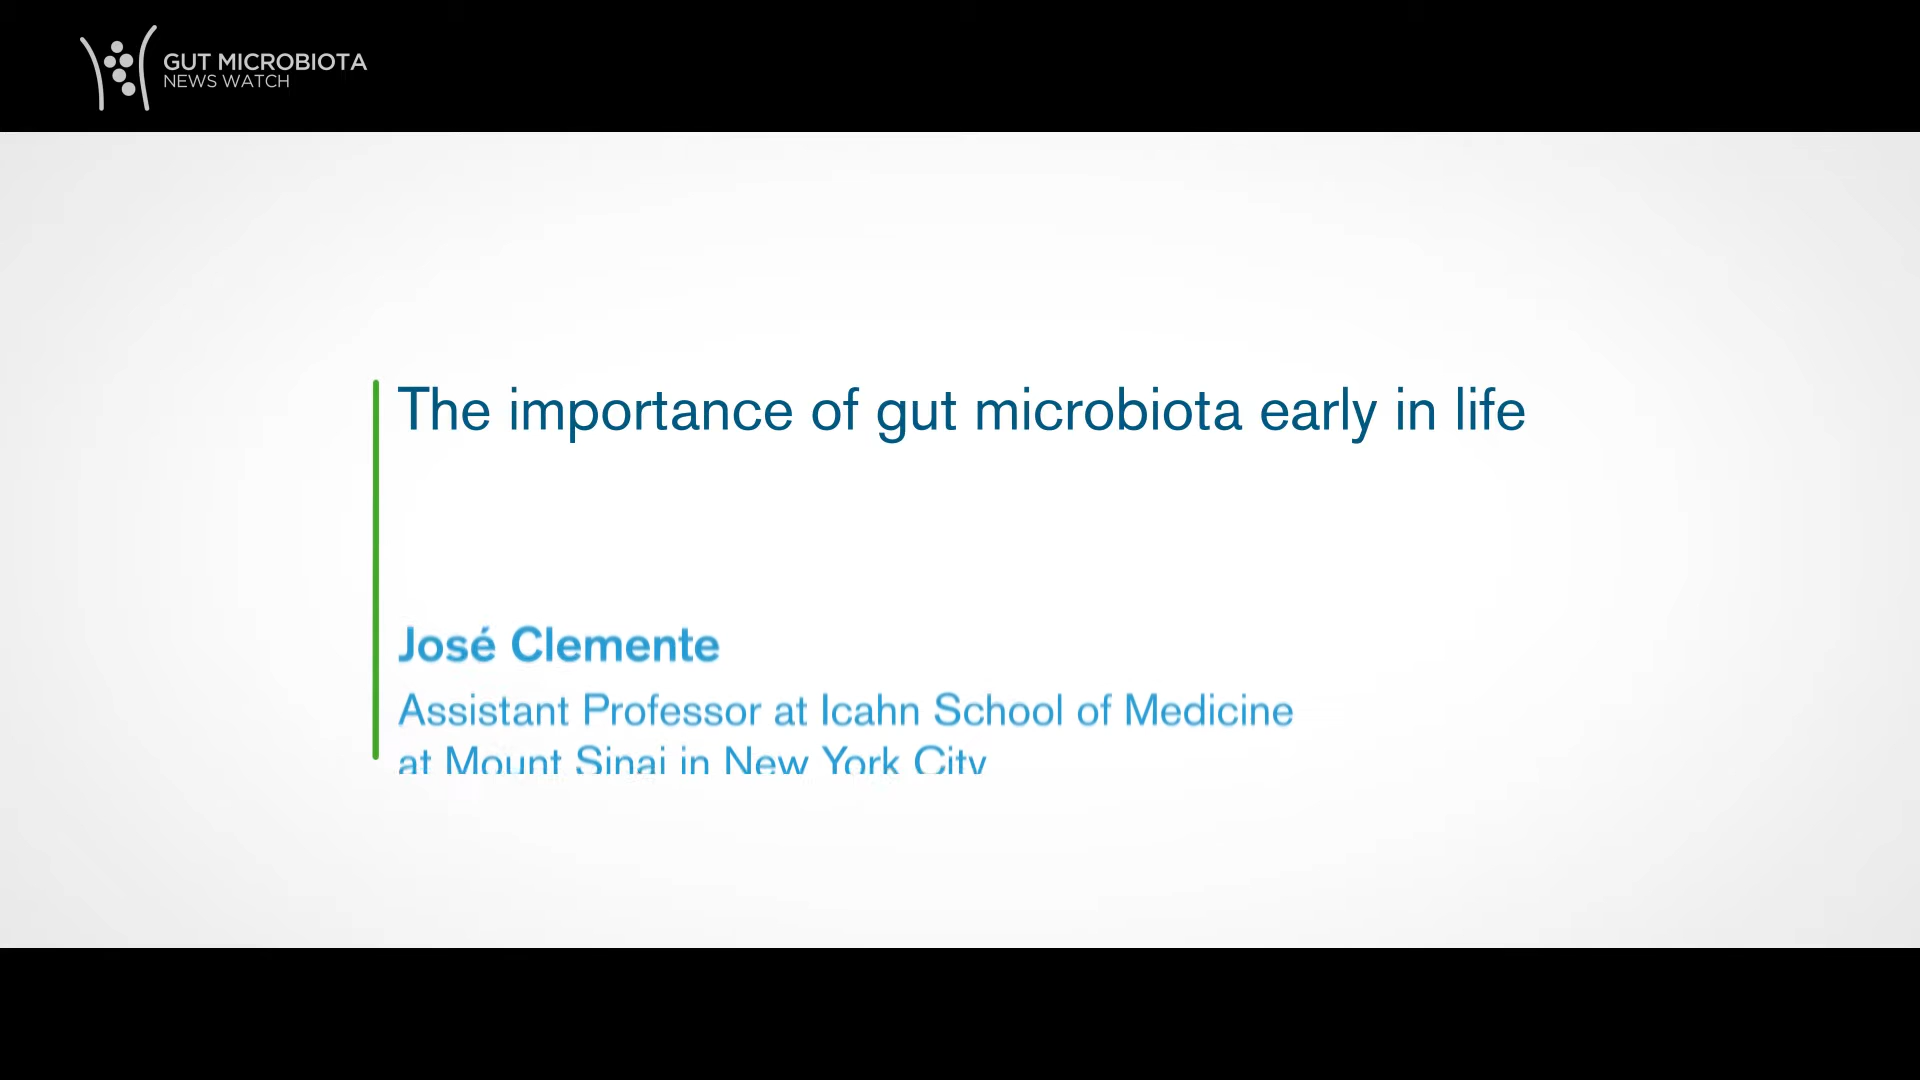 GUT MICROBIOTA
NEWS WATCH
The importance of gut microbiota early in life
José Clemente
Assistant Professor at Icahn School of Medicine
at Mount Sinai in New York City